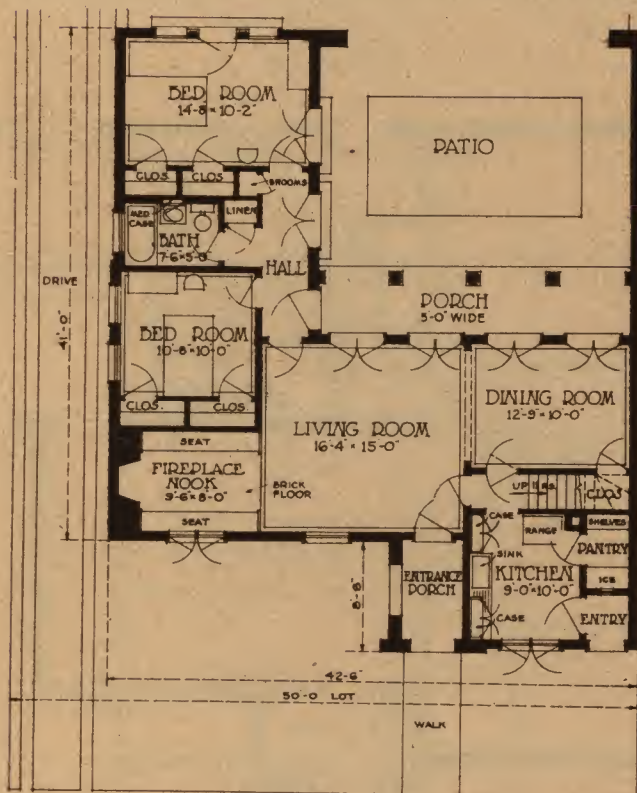 BED ROOM
14'-8" × 10'-2"
PATIO
CLOS.
CLOS.
BROOMS
MED
CASE
LINEN
BATH
7'-6" × 5'-0"
HALL
DRIVE
41'-0"
PORCH
5'-0" WIDE
BED ROOM
10'-8" × 10'-0"
CLOS.
CLOS.
LIVING ROOM
16'-4" × 15'-0"
DINING ROOM
12'-9" × 10'-0"
SEAT
FIREPLACE
NOOK
9'-6" × 8'-0"
SEAT
BRICK
FLOOR
UP
CLOS
CASE
RANGE
SHELVES
SINK
PANTRY
KITCHEN
9'-0" × 10'-0"
ICE
ENTRANCE
PORCH
8'-8"
CASE
ENTRY
42'-6"
50'-0 LOT
WALK